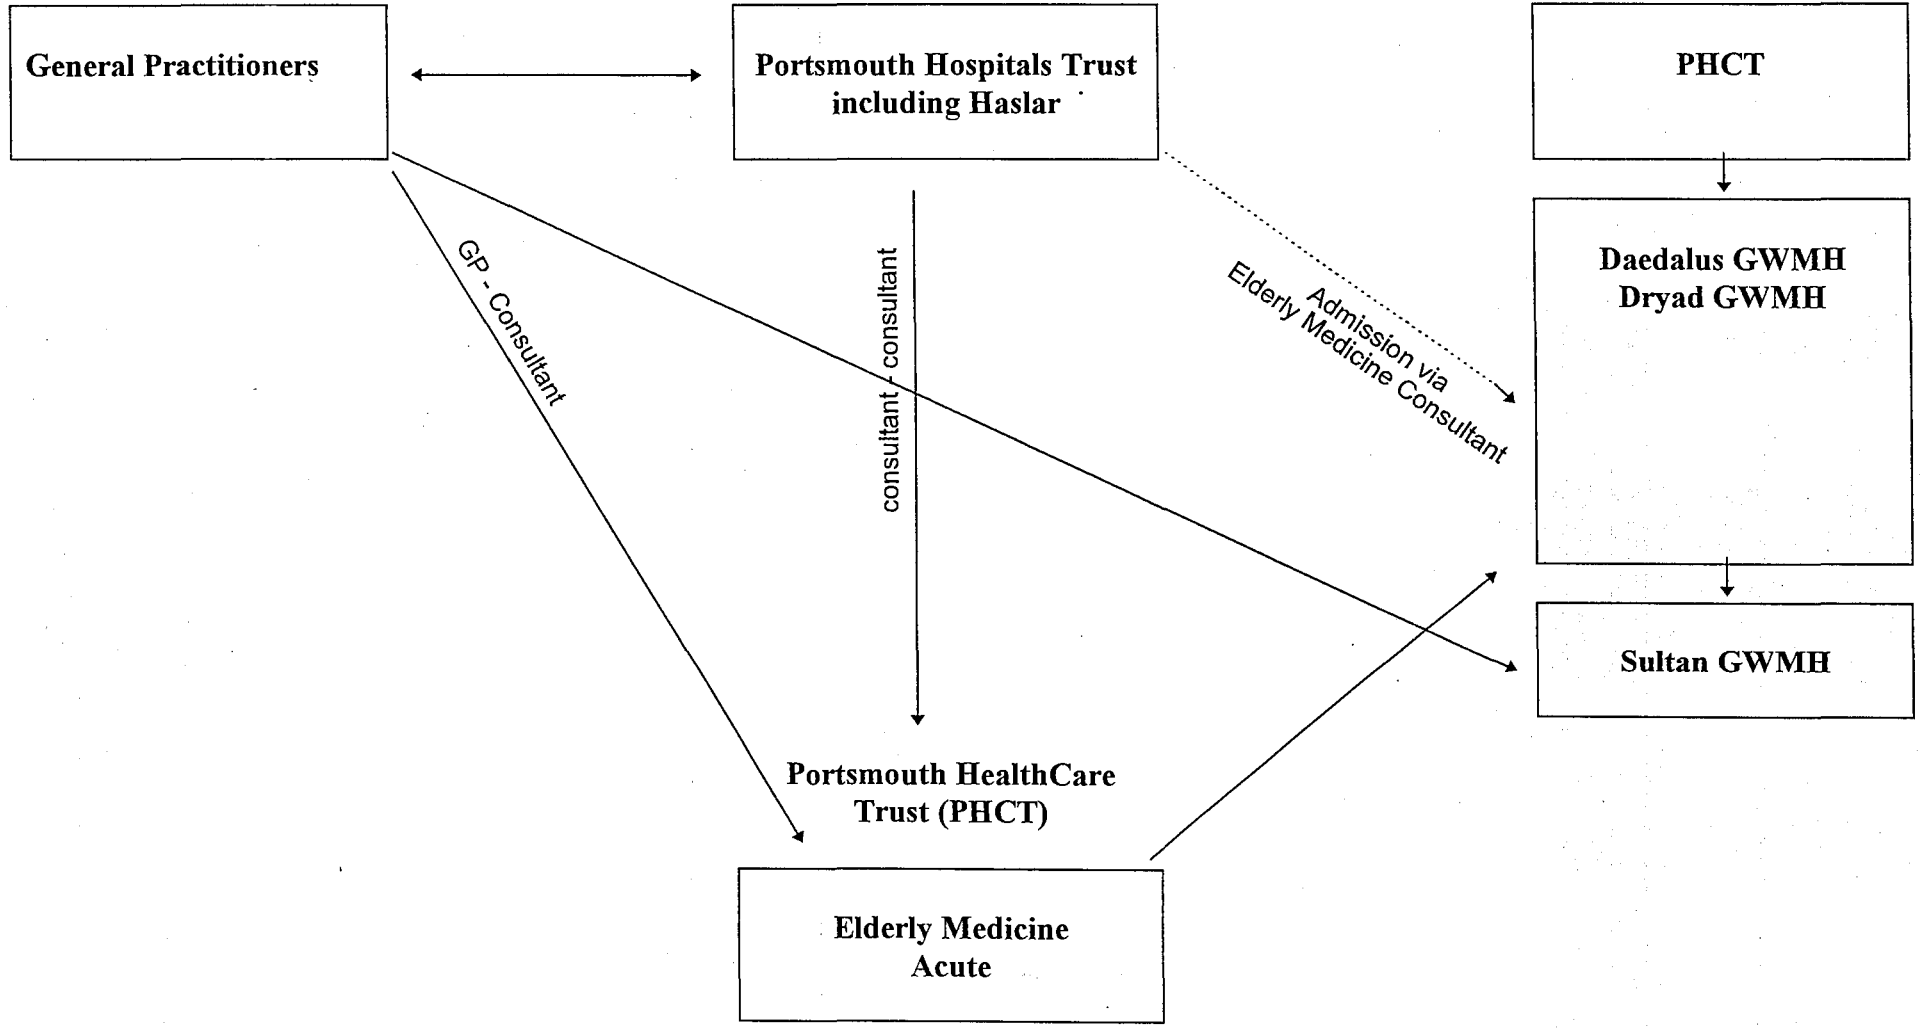 General Practitioners
Portsmouth Hospitals Trust
including Haslar
PHCT
Daedalus GWMH
Dryad GWMH
GP - Consultant
consultant - consultant
Admission via
Elderly Medicine Consultant
Sultan GWMH
Portsmouth HealthCare
Trust (PHCT)
Elderly Medicine
Acute